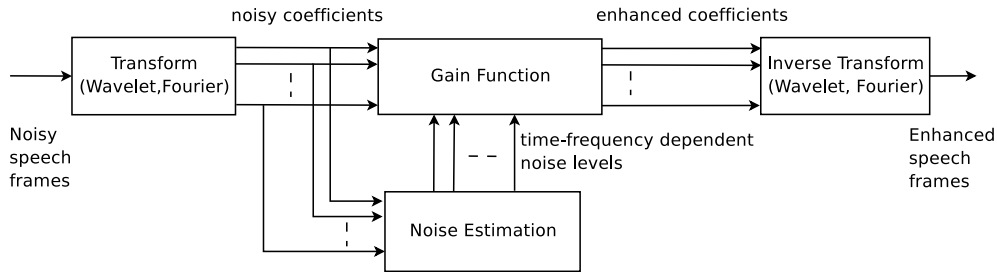 noisy coefficients
enhanced coefficients
Transform
(Wavelet,Fourier)
Gain Function
Inverse Transform
(Wavelet, Fourier)
Noisy
speech
frames
time-frequency dependent
noise levels
Enhanced
speech
frames
Noise Estimation